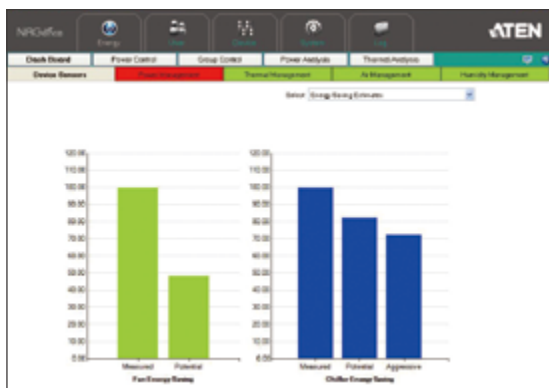 NRGence
Energy User Device System Log
ATEN
Dash Board Power Control Group Control Power Analysis Thermal Analysis
Device Sensors Power Management Thermal Management Air Management Humidity Management
Select: Energy Saving Estimates
120.00 120.00
110.00 110.00
100.00 100.00
90.00 90.00
80.00 80.00
70.00 70.00
60.00 60.00
50.00 50.00
40.00 40.00
30.00 30.00
20.00 20.00
10.00 10.00
0.00 0.00
Measured Potential Measured Potential Aggressive
Fan Energy Saving Chiller Energy Saving